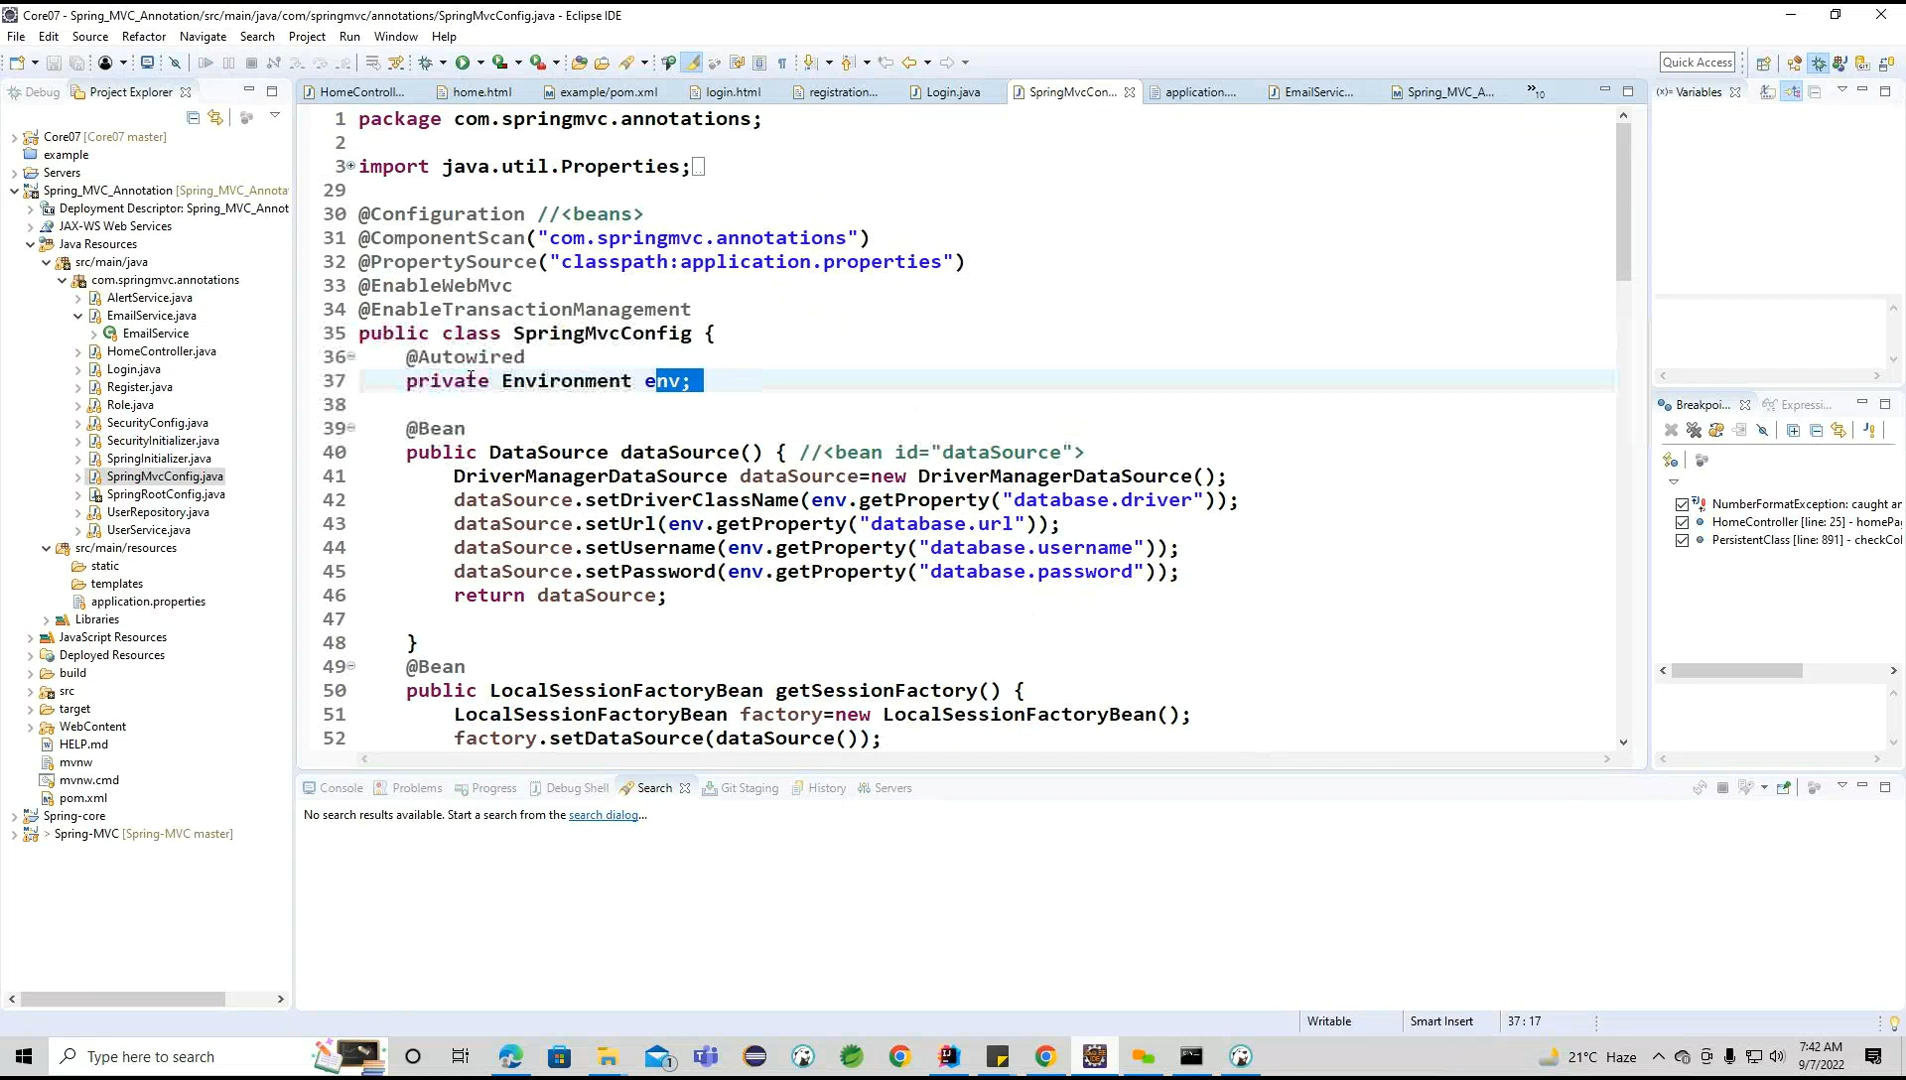 Core07 - Spring_MVC_Annotation/src/main/java/com/springmvc/annotations/SpringMvcConfig.java - Eclipse IDE
File Edit Source Refactor Navigate Search Project Run Window Help
Quick Access
Debug Project Explorer
HomeControll... home.html example/pom.xml login.html registration... Login.java SpringMvcCon... application.... EmailServic... Spring_MVC_A... »10
(x)= Variables
Core07 [Core07 master]
example
Servers
Spring_MVC_Annotation [Spring_MVC_Annota
Deployment Descriptor: Spring_MVC_Annot
JAX-WS Web Services
Java Resources
src/main/java
com.springmvc.annotations
AlertService.java
EmailService.java
EmailService
HomeController.java
Login.java
Register.java
Role.java
SecurityConfig.java
SecurityInitializer.java
SpringInitializer.java
SpringMvcConfig.java
SpringRootConfig.java
UserRepository.java
UserService.java
src/main/resources
static
templates
application.properties
Libraries
JavaScript Resources
Deployed Resources
build
src
target
WebContent
HELP.md
mvnw
mvnw.cmd
pom.xml
Spring-core
> Spring-MVC [Spring-MVC master]
1 package com.springmvc.annotations;
2
3 import java.util.Properties;
29
30 @Configuration //<beans>
31 @ComponentScan("com.springmvc.annotations")
32 @PropertySource("classpath:application.properties")
33 @EnableWebMvc
34 @EnableTransactionManagement
35 public class SpringMvcConfig {
36 @Autowired
37 private Environment env;
38
39 @Bean
40 public DataSource dataSource() { //<bean id="dataSource">
41 DriverManagerDataSource dataSource=new DriverManagerDataSource();
42 dataSource.setDriverClassName(env.getProperty("database.driver"));
43 dataSource.setUrl(env.getProperty("database.url"));
44 dataSource.setUsername(env.getProperty("database.username"));
45 dataSource.setPassword(env.getProperty("database.password"));
46 return dataSource;
47
48 }
49 @Bean
50 public LocalSessionFactoryBean getSessionFactory() {
51 LocalSessionFactoryBean factory=new LocalSessionFactoryBean();
52 factory.setDataSource(dataSource());
Breakpoi... Expressi...
NumberFormatException: caught ar
HomeController [line: 25] - homePa
PersistentClass [line: 891] - checkCol
Console Problems Progress Debug Shell Search Git Staging History Servers
No search results available. Start a search from the search dialog...
Writable Smart Insert 37 : 17
Type here to search
21°C Haze
7:42 AM
9/7/2022